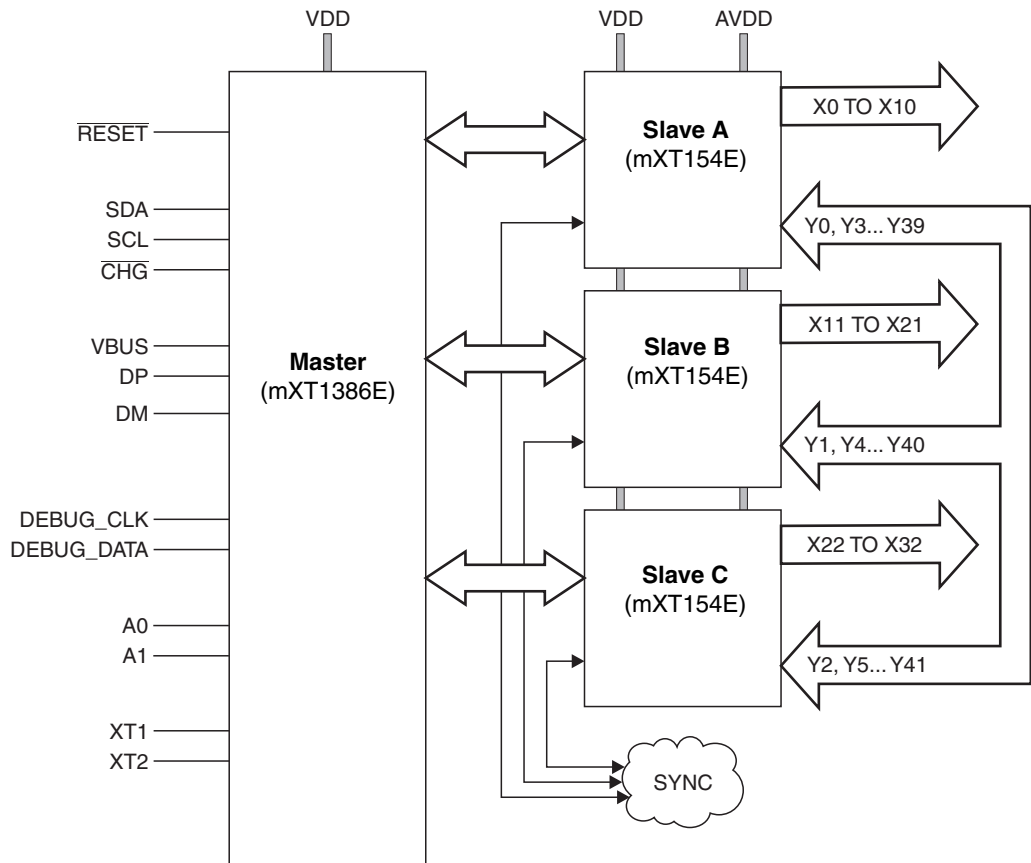 VDD
VDD
AVDD
RESET
SDA
SCL
CHG
VBUS
DP
DM
DEBUG_CLK
DEBUG_DATA
A0
A1
XT1
XT2
Master
(mXT1386E)
Slave A
(mXT154E)
X0 TO X10
Y0, Y3... Y39
Slave B
(mXT154E)
X11 TO X21
Y1, Y4... Y40
Slave C
(mXT154E)
X22 TO X32
Y2, Y5... Y41
SYNC